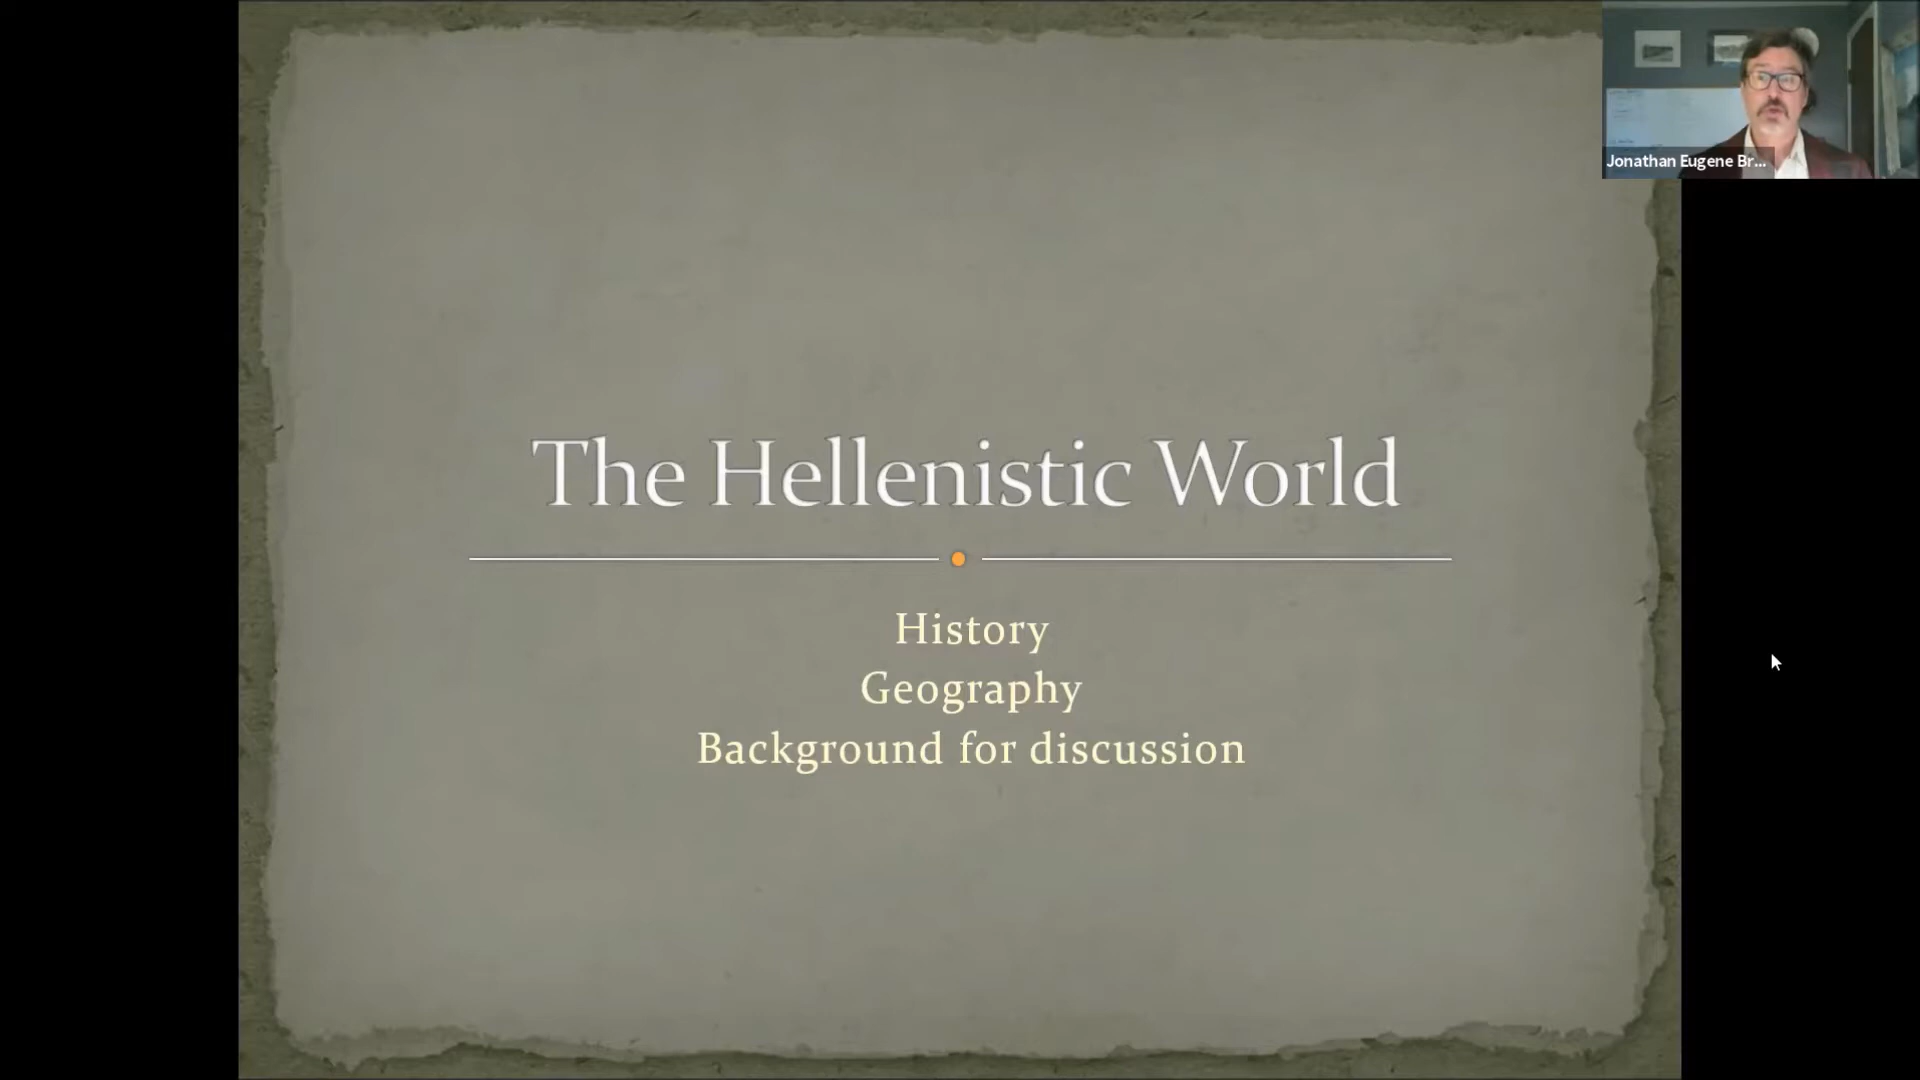 Jonathan Eugene Br...
The Hellenistic World
History
Geography
Background for discussion